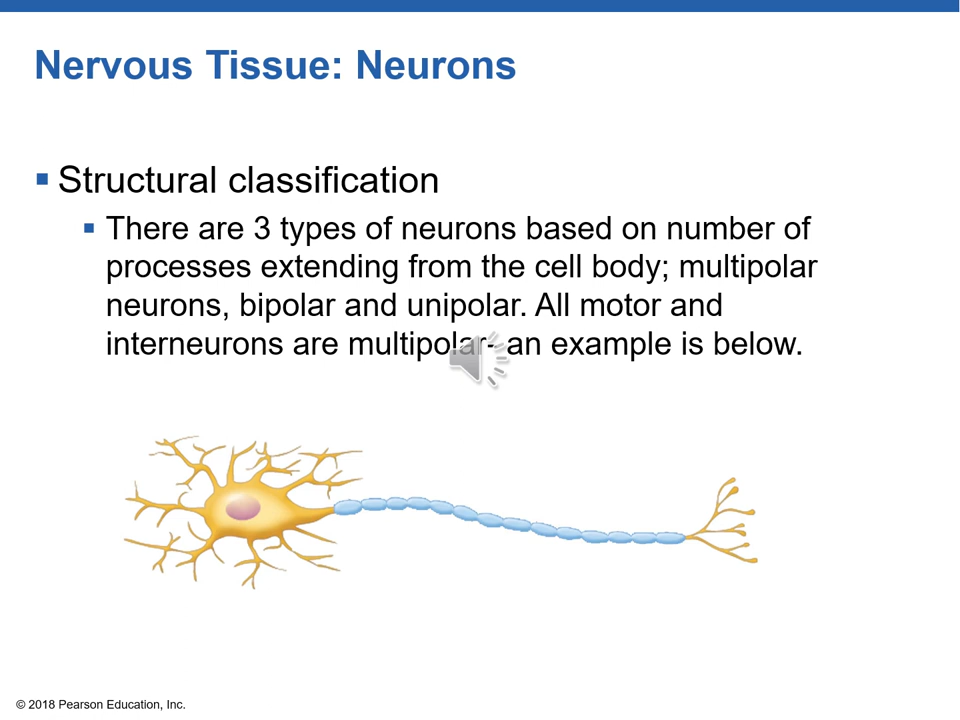 Nervous Tissue: Neurons
Structural classification
There are 3 types of neurons based on number of
processes extending from the cell body; multipolar
neurons, bipolar and unipolar. All motor and
interneurons are multipolar- an example is below.
© 2018 Pearson Education, Inc.